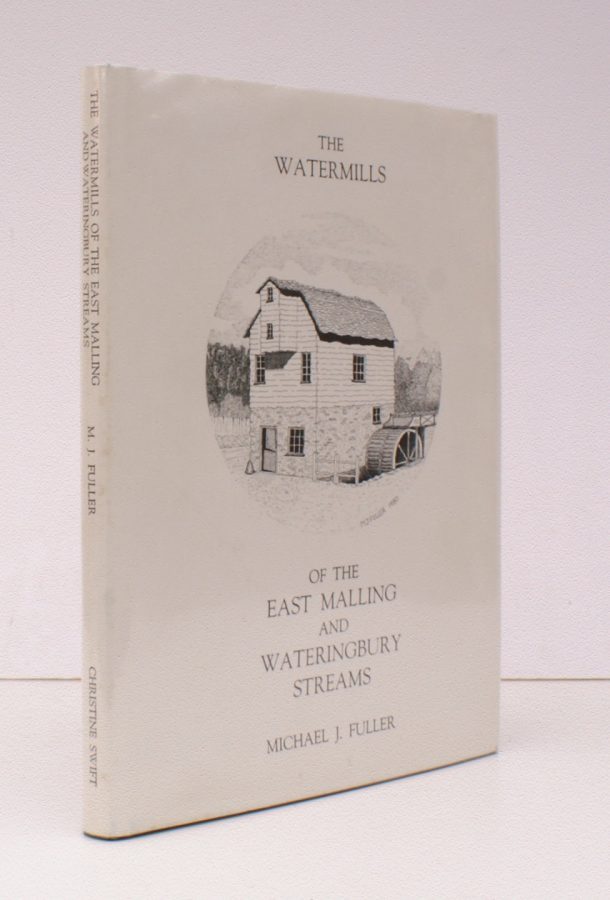 THE WATERMILLS OF THE EAST MALLING
AND WATERINGBURY STREAMS
M. J. FULLER
CHRISTINE SWIFT
THE
WATERMILLS
OF THE
EAST MALLING
AND
WATERINGBURY
STREAMS
MICHAEL J. FULLER